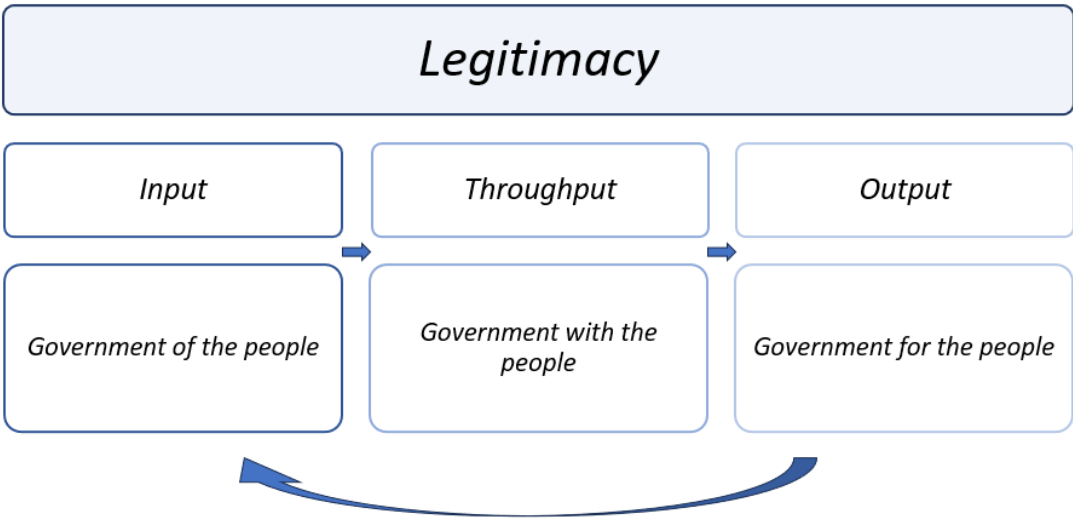 Legitimacy
Input
Throughput
Output
Government of the people
Government with the
people
Government for the people